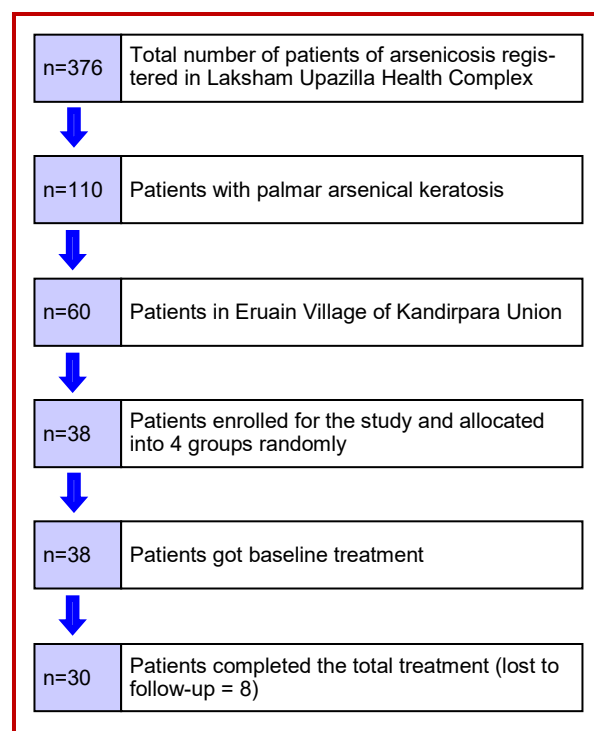 n=376
Total number of patients of arsenicosis regis-
tered in Laksham Upazilla Health Complex
n=110
Patients with palmar arsenical keratosis
n=60
Patients in Eruain Village of Kandirpara Union
n=38
Patients enrolled for the study and allocated
into 4 groups randomly
n=38
Patients got baseline treatment
n=30
Patients completed the total treatment (lost to
follow-up = 8)